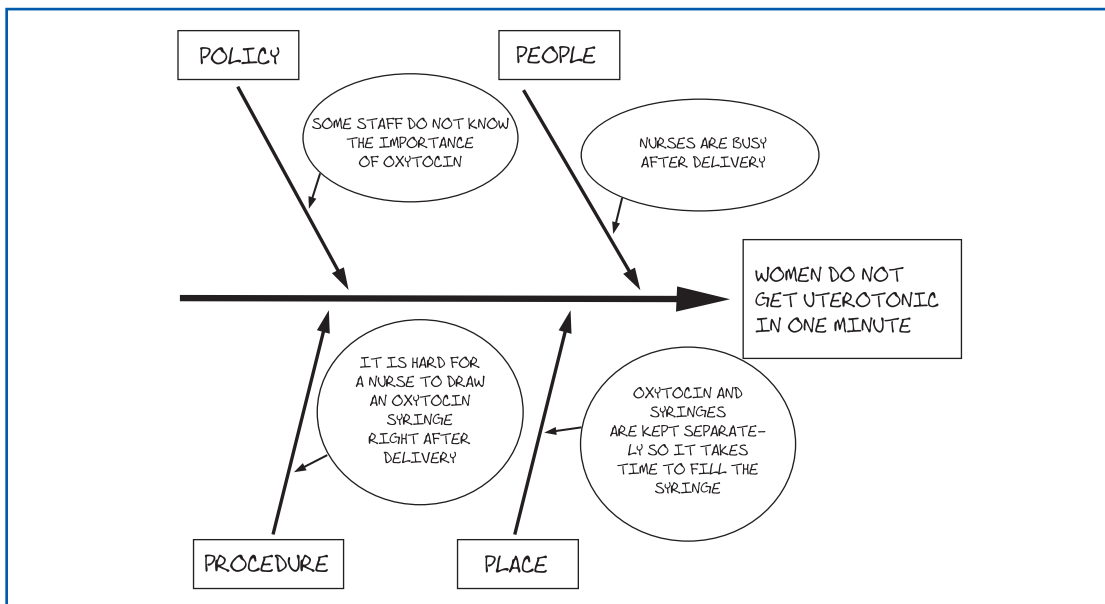 POLICY
PEOPLE
SOME STAFF DO NOT KNOW
THE IMPORTANCE
OF OXYTOCIN
NURSES ARE BUSY
AFTER DELIVERY
WOMEN DO NOT
GET UTEROTONIC
IN ONE MINUTE
IT IS HARD FOR
A NURSE TO DRAW
AN OXYTOCIN
SYRINGE
RIGHT AFTER
DELIVERY
OXYTOCIN AND
SYRINGES
ARE KEPT SEPARATE-
LY SO IT TAKES
TIME TO FILL THE
SYRINGE
PROCEDURE
PLACE